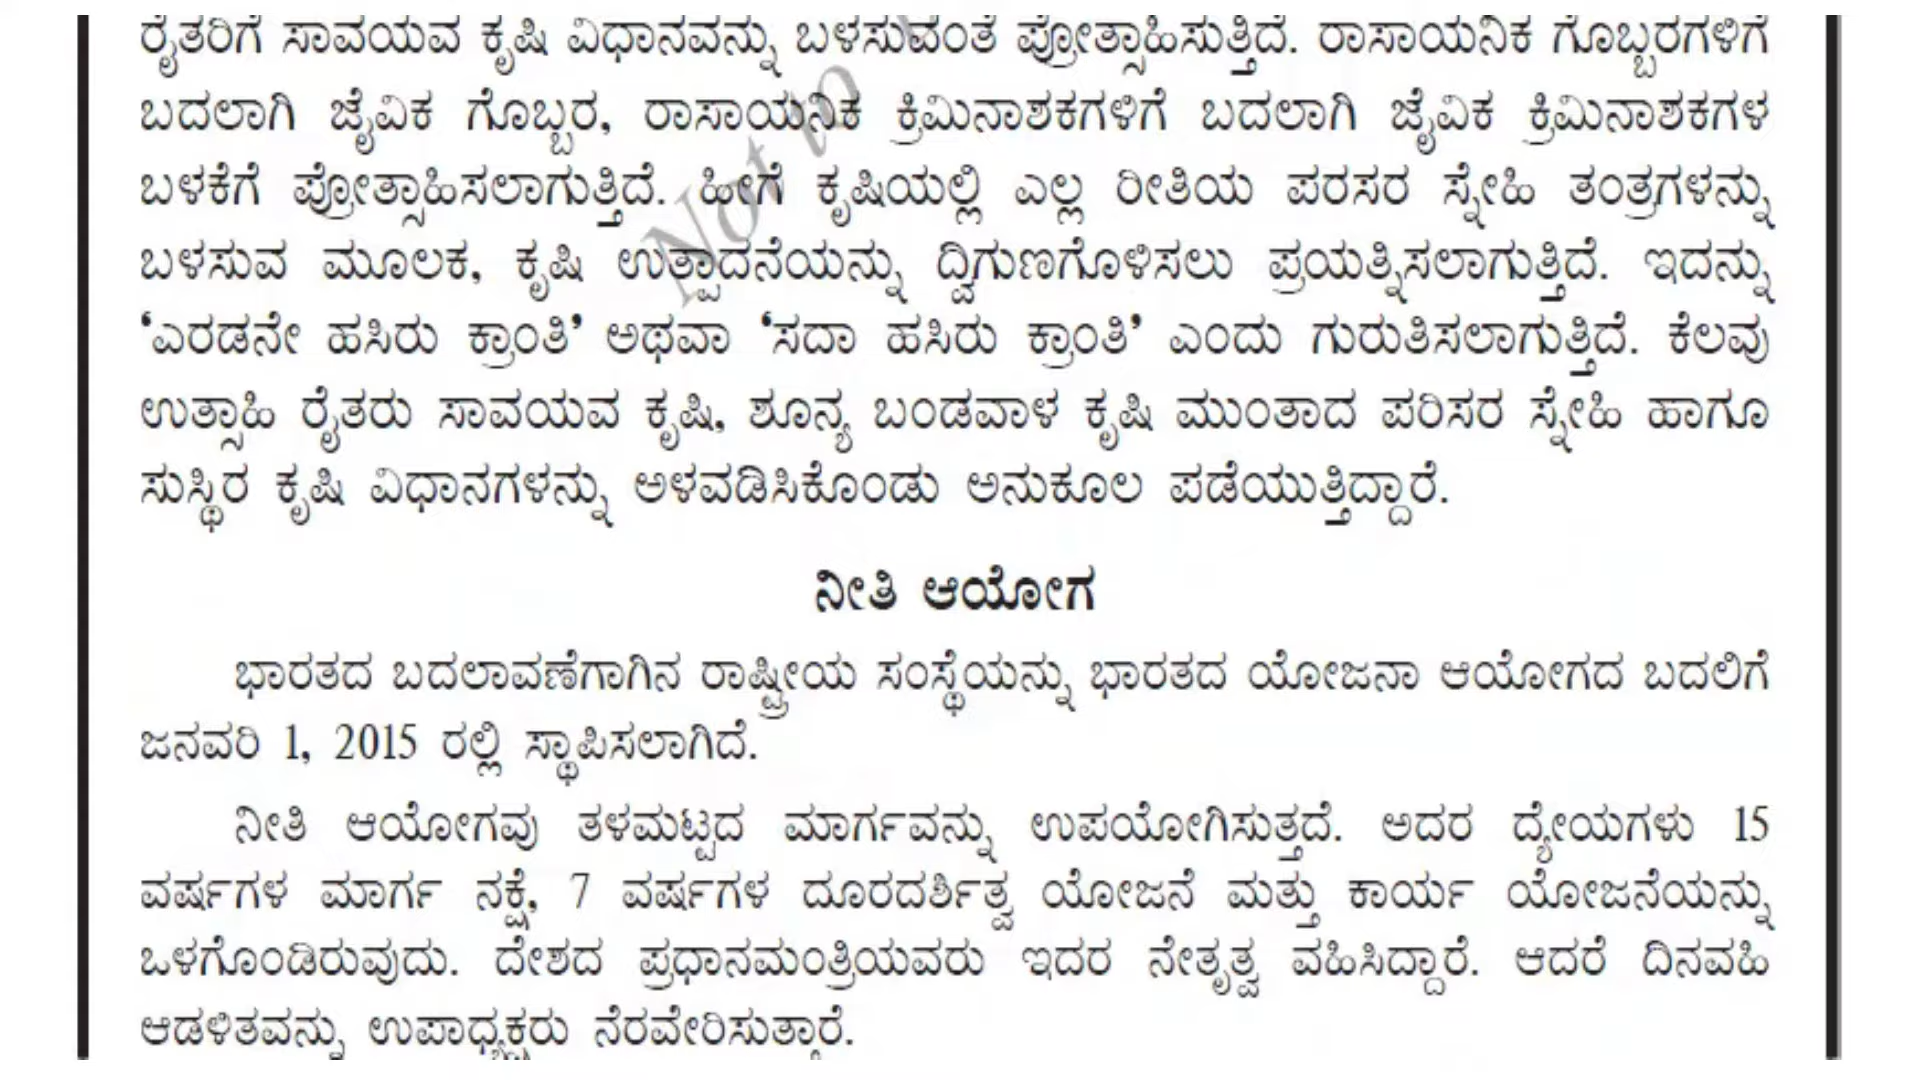 ರೈತರಿಗೆ ಸಾವಯವ ಕೃಷಿ ವಿಧಾನವನ್ನು ಬಳಸುವಂತೆ ಪ್ರೋತ್ಸಾಹಿಸುತ್ತಿದೆ. ರಾಸಾಯನಿಕ ಗೊಬ್ಬರಗಳಿಗೆ
ಬದಲಾಗಿ ಜೈವಿಕ ಗೊಬ್ಬರ, ರಾಸಾಯನಿಕ ಕ್ರಿಮಿನಾಶಕಗಳಿಗೆ ಬದಲಾಗಿ ಜೈವಿಕ ಕ್ರಿಮಿನಾಶಕಗಳ
ಬಳಕೆಗೆ ಪ್ರೋತ್ಸಾಹಿಸಲಾಗುತ್ತಿದೆ. ಹೀಗೆ ಕೃಷಿಯಲ್ಲಿ ಎಲ್ಲ ರೀತಿಯ ಪರಸರ ಸ್ನೇಹಿ ತಂತ್ರಗಳನ್ನು
ಬಳಸುವ ಮೂಲಕ, ಕೃಷಿ ಉತ್ಪಾದನೆಯನ್ನು ದ್ವಿಗುಣಗೊಳಿಸಲು ಪ್ರಯತ್ನಿಸಲಾಗುತ್ತಿದೆ. ಇದನ್ನು
‘ಎರಡನೇ ಹಸಿರು ಕ್ರಾಂತಿ’ ಅಥವಾ ‘ಸದಾ ಹಸಿರು ಕ್ರಾಂತಿ’ ಎಂದು ಗುರುತಿಸಲಾಗುತ್ತಿದೆ. ಕೆಲವು
ಉತ್ಸಾಹಿ ರೈತರು ಸಾವಯವ ಕೃಷಿ, ಶೂನ್ಯ ಬಂಡವಾಳ ಕೃಷಿ ಮುಂತಾದ ಪರಿಸರ ಸ್ನೇಹಿ ಹಾಗೂ
ಸುಸ್ಥಿರ ಕೃಷಿ ವಿಧಾನಗಳನ್ನು ಅಳವಡಿಸಿಕೊಂಡು ಅನುಕೂಲ ಪಡೆಯುತ್ತಿದ್ದಾರೆ.
Not to
ನೀತಿ ಆಯೋಗ
ಭಾರತದ ಬದಲಾವಣೆಗಾಗಿನ ರಾಷ್ಟ್ರೀಯ ಸಂಸ್ಥೆಯನ್ನು ಭಾರತದ ಯೋಜನಾ ಆಯೋಗದ ಬದಲಿಗೆ
ಜನವರಿ 1, 2015 ರಲ್ಲಿ ಸ್ಥಾಪಿಸಲಾಗಿದೆ.
ನೀತಿ ಆಯೋಗವು ತಳಮಟ್ಟದ ಮಾರ್ಗವನ್ನು ಉಪಯೋಗಿಸುತ್ತದೆ. ಅದರ ದ್ಯೇಯಗಳು 15
ವರ್ಷಗಳ ಮಾರ್ಗ ನಕ್ಷೆ, 7 ವರ್ಷಗಳ ದೂರದರ್ಶಿತ್ವ ಯೋಜನೆ ಮತ್ತು ಕಾರ್ಯ ಯೋಜನೆಯನ್ನು
ಒಳಗೊಂಡಿರುವುದು. ದೇಶದ ಪ್ರಧಾನಮಂತ್ರಿಯವರು ಇದರ ನೇತೃತ್ವ ವಹಿಸಿದ್ದಾರೆ. ಆದರೆ ದಿನವಹಿ
ಆಡಳಿತವನ್ನು ಉಪಾಧ್ಯಕ್ಷರು ನೆರವೇರಿಸುತ್ತಾರೆ.